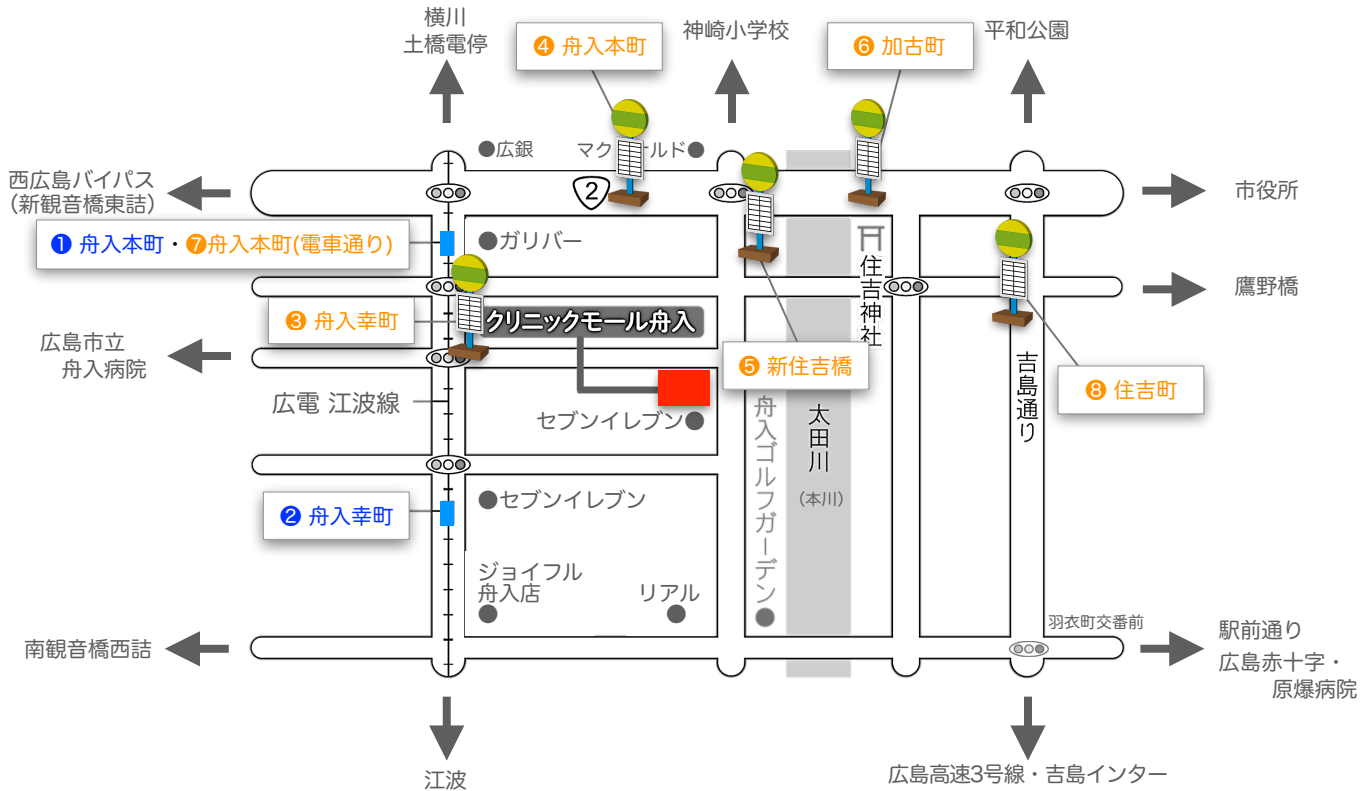 横川
土橋電停
神崎小学校
平和公園
❹ 舟入本町
❻ 加古町
●広銀
マク
ナルド●
西広島バイパス
（新観音橋東詰）
2
市役所
❶ 舟入本町・❼舟入本町(電車通り)
●ガリバー
住吉神社
鷹野橋
❸ 舟入幸町
クリニックモール舟入
広島市立
舟入病院
❺ 新住吉橋
吉島通り
❽ 住吉町
広電 江波線
セブンイレブン●
舟入ゴルフガーデン●
太田川
（本川）
❷ 舟入幸町
●セブンイレブン
ジョイフル
舟入店
●
リアル
●
羽衣町交番前
南観音橋西詰
駅前通り
広島赤十字・
原爆病院
江波
広島高速3号線・吉島インター